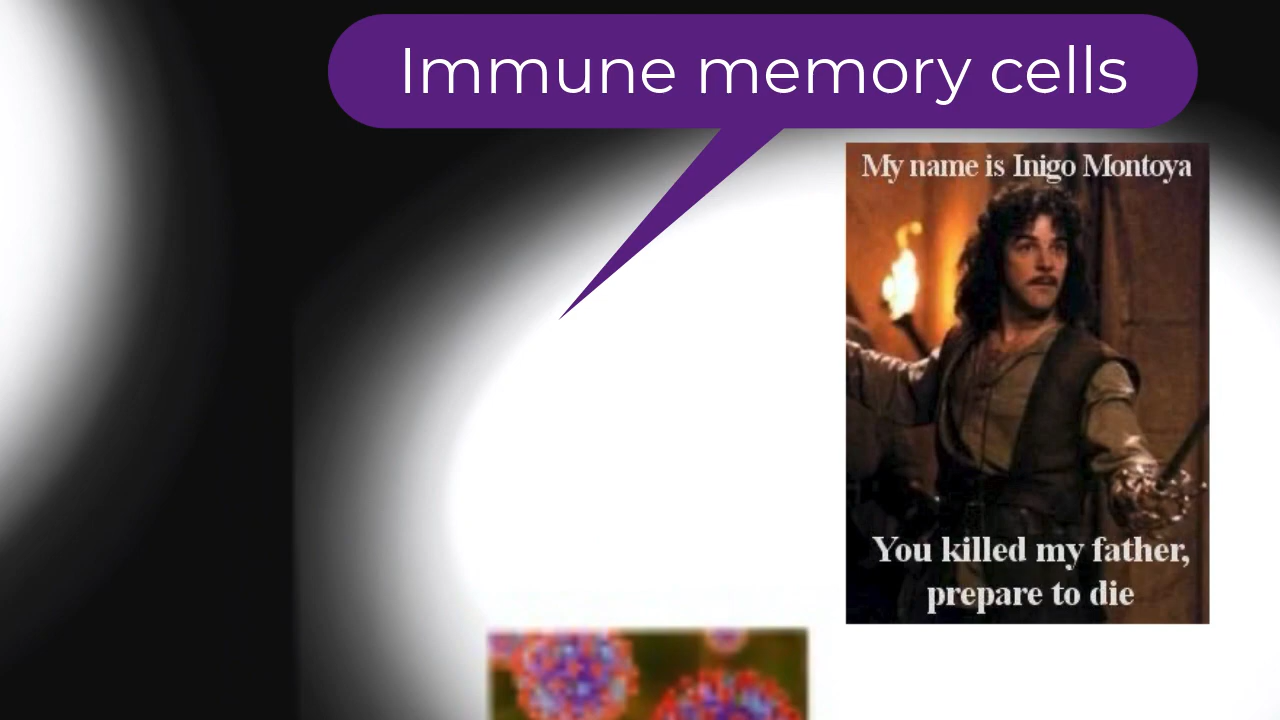 Immune memory cells
My name is Inigo Montoya
You killed my father,
prepare to die